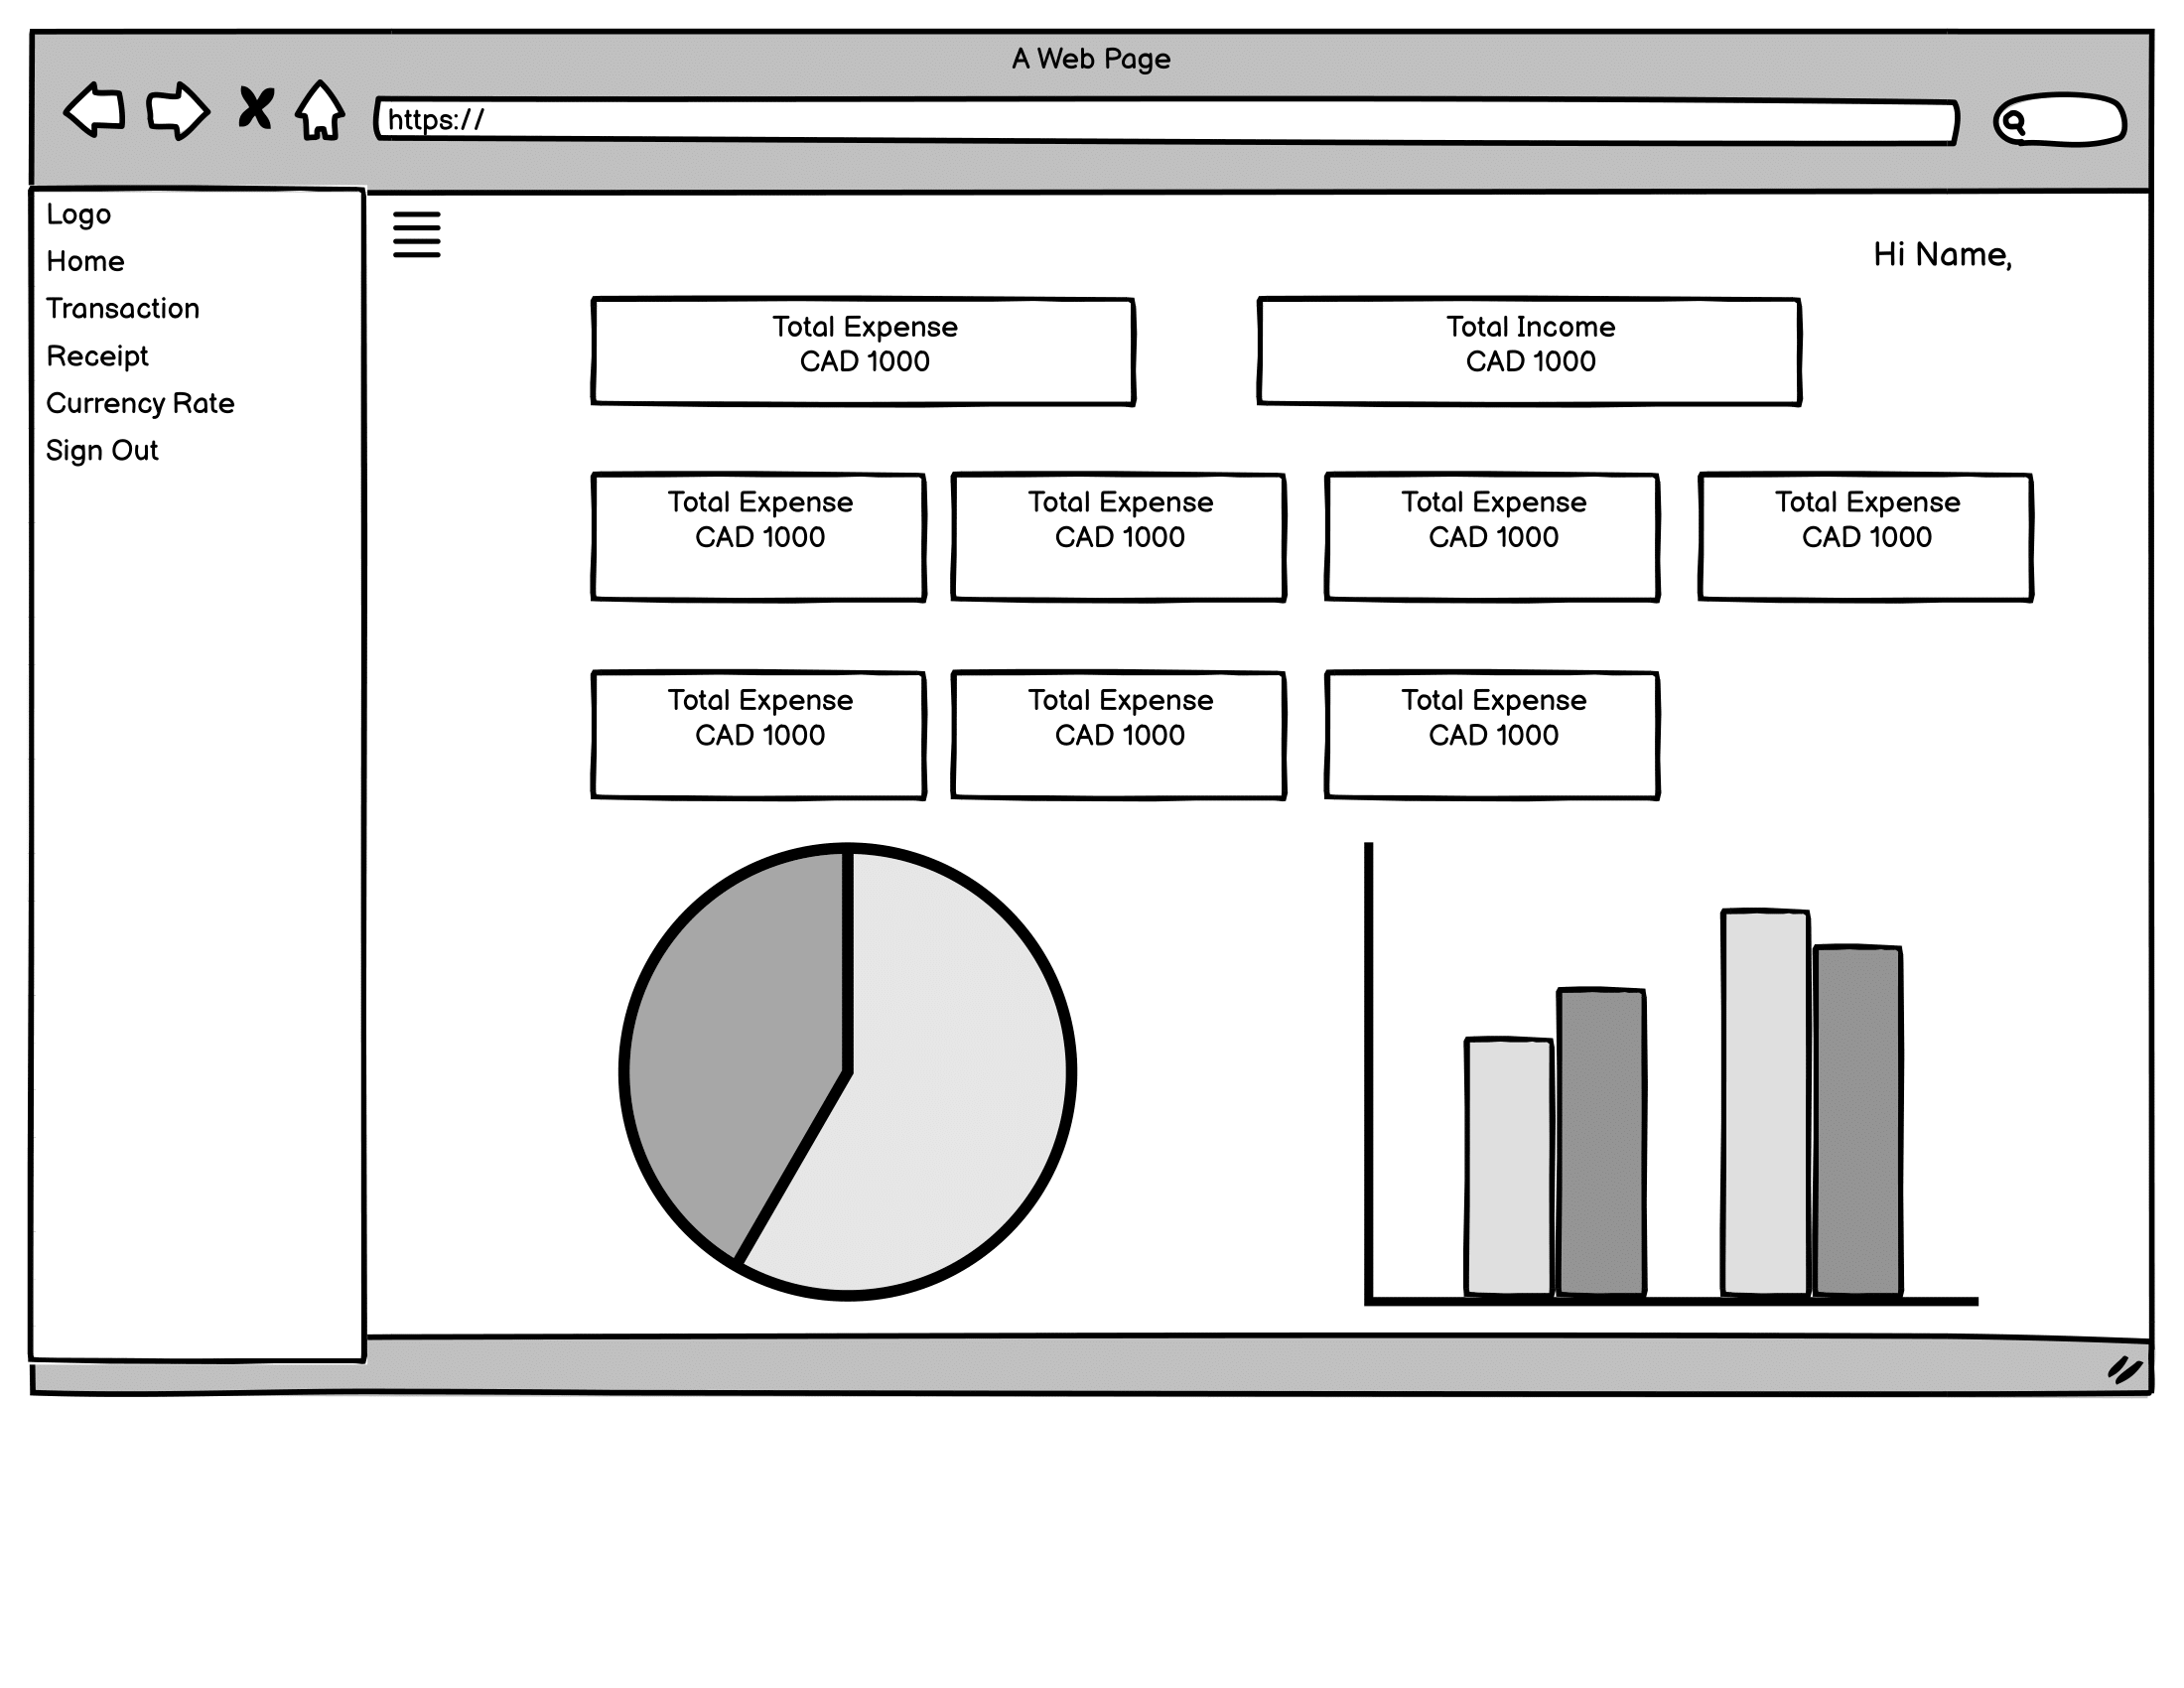 A Web Page
https://
Logo
Home
Transaction
Receipt
Currency Rate
Sign Out
Hi Name,
Total Expense
CAD 1000
Total Income
CAD 1000
Total Expense
CAD 1000
Total Expense
CAD 1000
Total Expense
CAD 1000
Total Expense
CAD 1000
Total Expense
CAD 1000
Total Expense
CAD 1000
Total Expense
CAD 1000